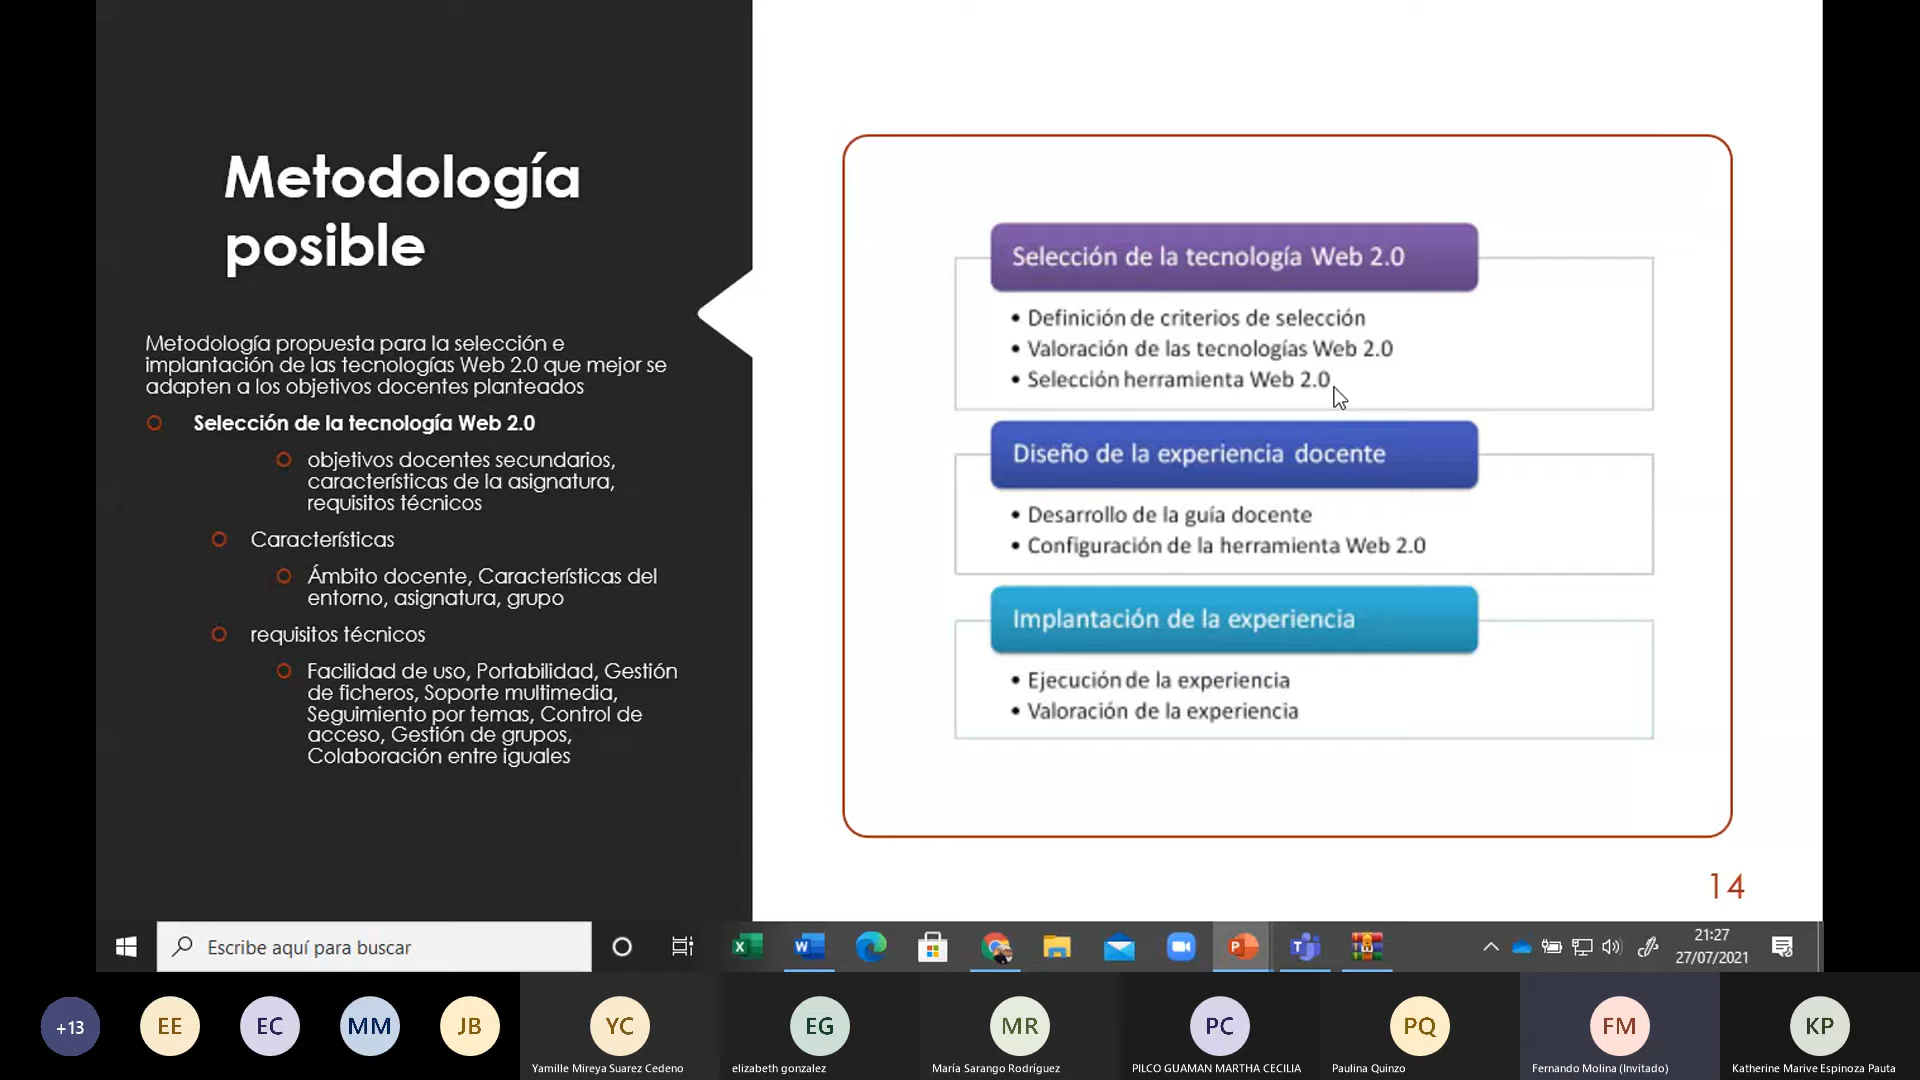 Metodología
posible
Metodología propuesta para la selección e
implantación de las tecnologías Web 2.0 que mejor se
adapten a los objetivos docentes planteados
Selección de la tecnología Web 2.0
objetivos docentes secundarios,
características de la asignatura,
requisitos técnicos
Características
Ámbito docente, Características del
entorno, asignatura, grupo
requisitos técnicos
Facilidad de uso, Portabilidad, Gestión
de ficheros, Soporte multimedia,
Seguimiento por temas, Control de
acceso, Gestión de grupos,
Colaboración entre iguales
Selección de la tecnología Web 2.0
• Definición de criterios de selección
• Valoración de las tecnologías Web 2.0
• Selección herramienta Web 2.0
Diseño de la experiencia docente
• Desarrollo de la guía docente
• Configuración de la herramienta Web 2.0
Implantación de la experiencia
• Ejecución de la experiencia
• Valoración de la experiencia
14
Escribe aquí para buscar
21:27
27/07/2021
+13
EE
EC
MM
JB
YC
EG
MR
PC
PQ
FM
KP
Yamille Mireya Suarez Cedeno
elizabeth gonzalez
María Sarango Rodríguez
PILCO GUAMAN MARTHA CECILIA
Paulina Quinzo
Fernando Molina (Invitado)
Katherine Marive Espinoza Pauta